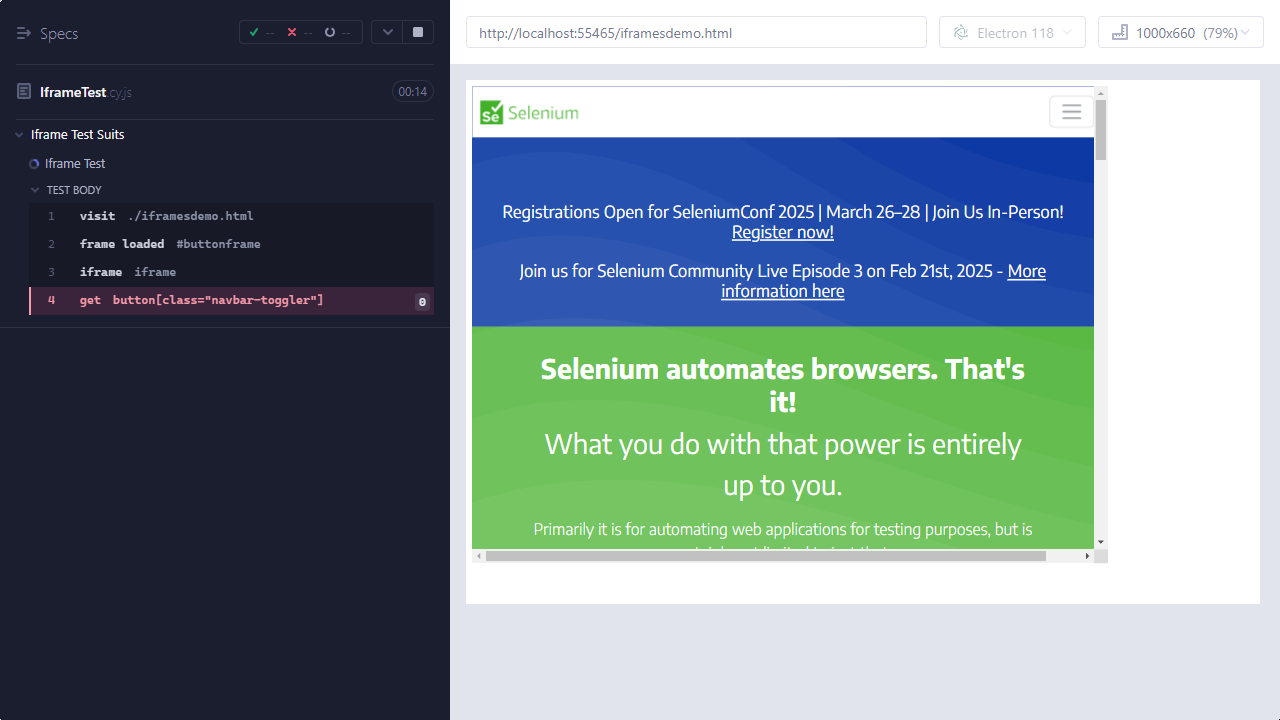 Specs
--
--
--
IframeTest.cy.js
00:14
Iframe Test Suits
Iframe Test
TEST BODY
1 visit ./iframesdemo.html
2 frame loaded #buttonframe
3 iframe iframe
4 get button[class="navbar-toggler"] 0
http://localhost:55465/iframesdemo.html
Electron 118
1000x660 (79%)
Se Selenium
Registrations Open for SeleniumConf 2025 | March 26–28 | Join Us In-Person!
Register now!
Join us for Selenium Community Live Episode 3 on Feb 21st, 2025 - More
information here
Selenium automates browsers. That's
it!
What you do with that power is entirely
up to you.
Primarily it is for automating web applications for testing purposes, but is